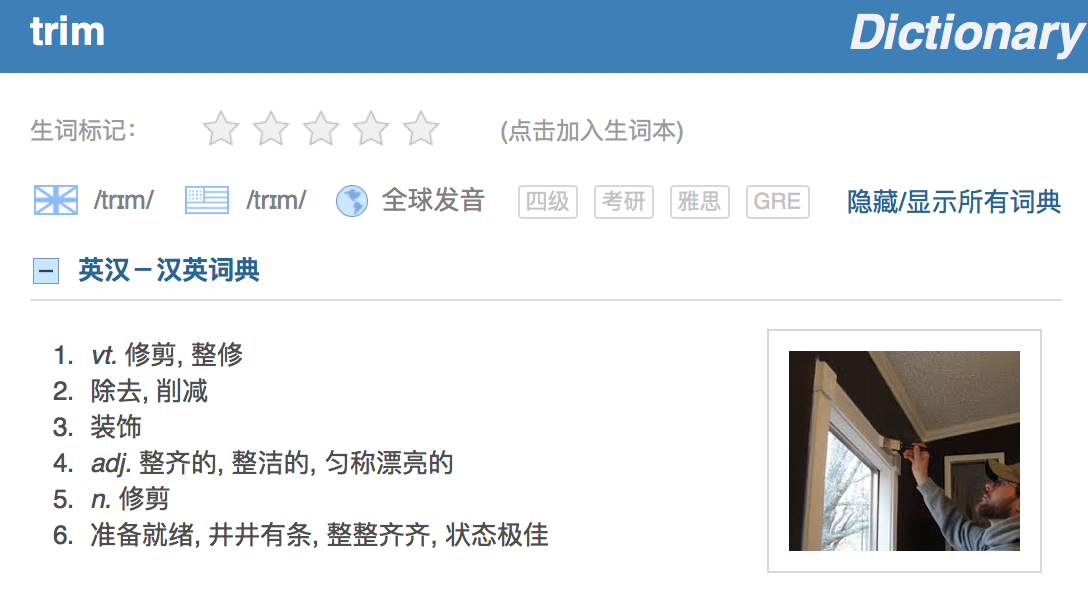 trim Dictionary
生词标记： (点击加入生词本)
/trɪm/ /trɪm/ 全球发音 四级 考研 雅思 GRE 隐藏/显示所有词典
英汉－汉英词典
1. vt. 修剪, 整修
2. 除去, 削减
3. 装饰
4. adj. 整齐的, 整洁的, 匀称漂亮的
5. n. 修剪
6. 准备就绪, 井井有条, 整整齐齐, 状态极佳